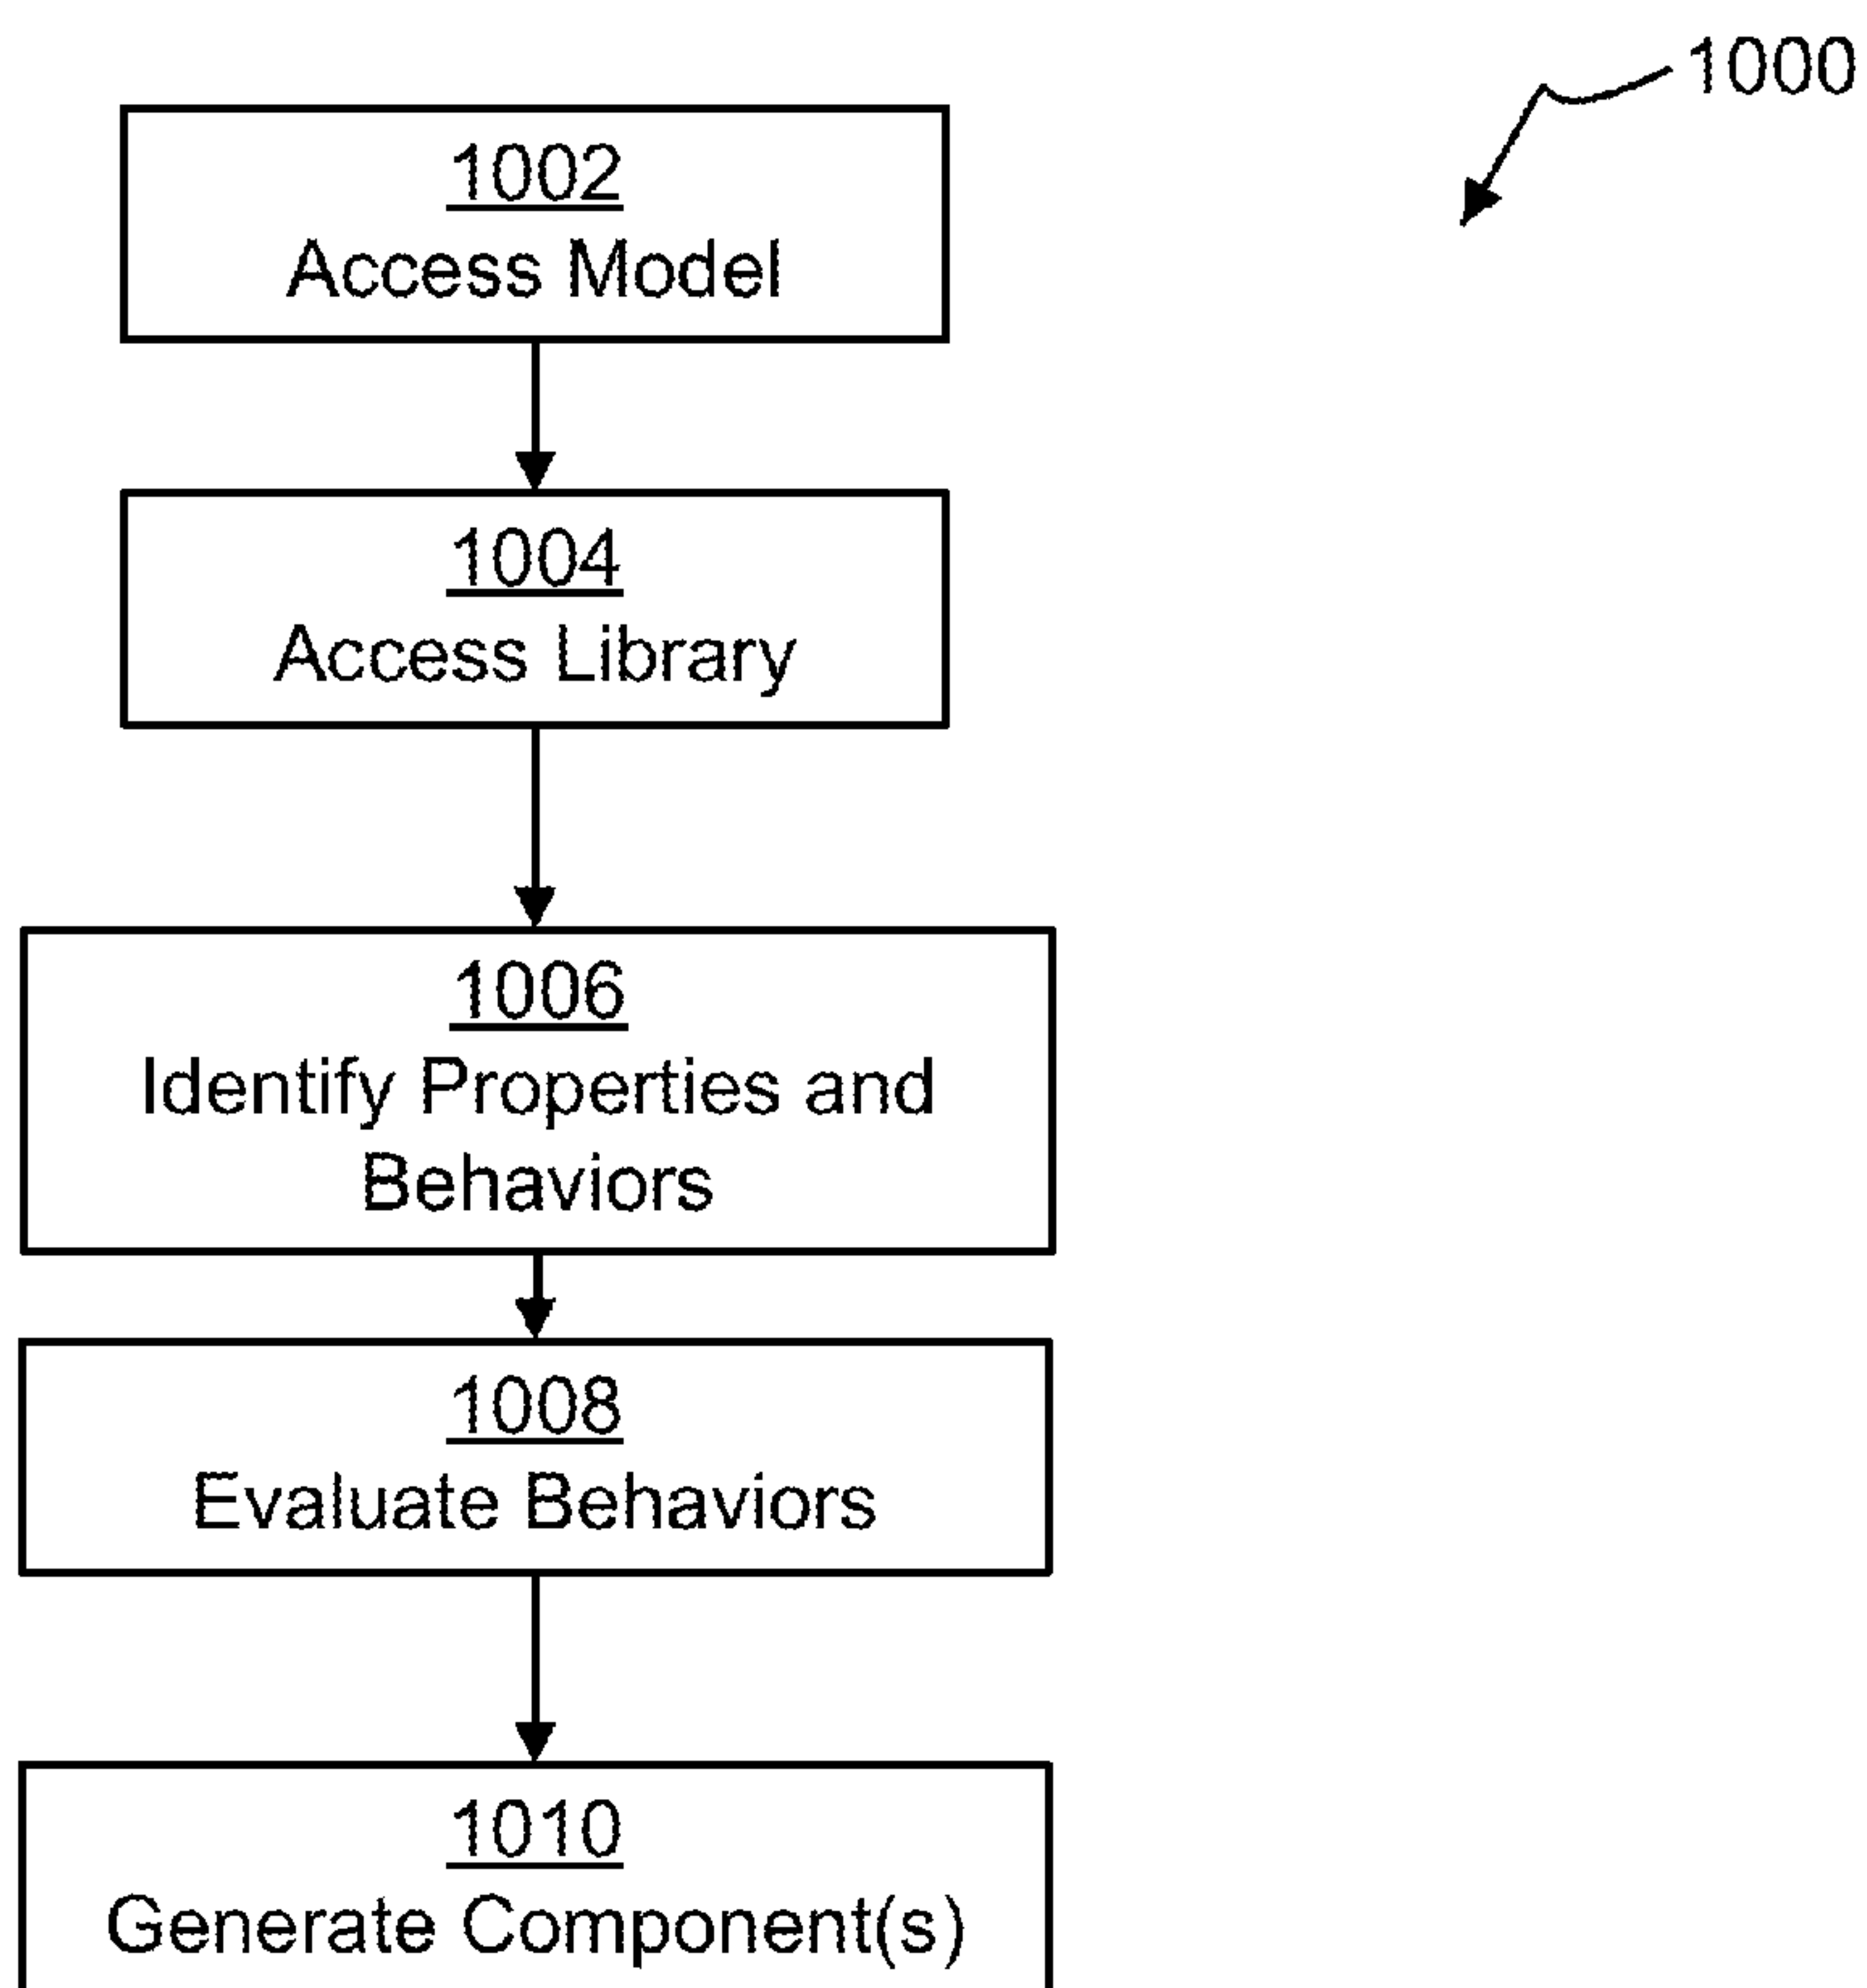 1000
1002
Access Model
1004
Access Library
1006
Identify Properties and
Behaviors
1008
Evaluate Behaviors
1010
Generate Component(s)